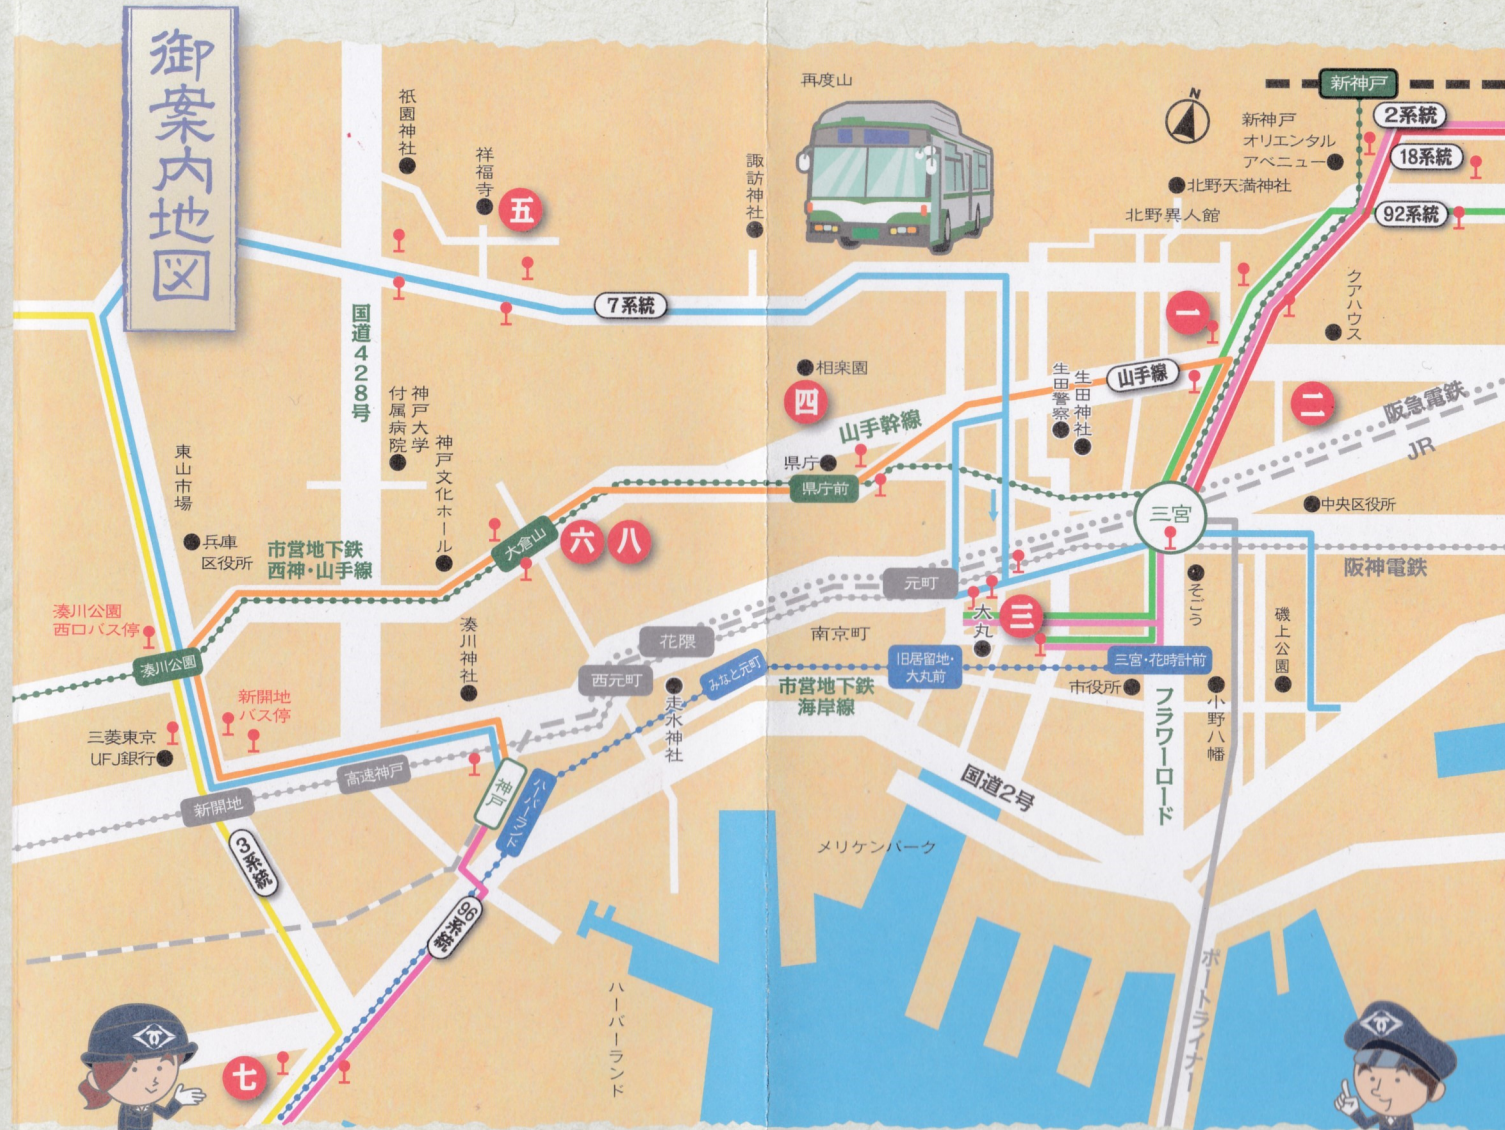 御案内地図
祇園神社
祥福寺
五
諏訪神社
再度山
N
新神戸
2系統
新神戸
オリエンタル
アベニュー
18系統
北野天満神社
92系統
北野異人館
クアハウス
7系統
国道428号
一
相楽園
四
山手線
生田警察
生田神社
二
阪急電鉄
JR
山手幹線
神戸大学
付属病院
神戸文化ホール
東山市場
県庁
県庁前
三宮
中央区役所
兵庫
区役所
市営地下鉄
西神・山手線
大倉山
六
八
阪神電鉄
元町
そごう
湊川公園
西口バス停
湊川神社
花隈
南京町
大丸
三
磯上公園
湊川公園
西元町
みなと元町
旧居留地・
大丸前
三宮・花時計前
市営地下鉄
海岸線
市役所
新開地
バス停
走水神社
フラワーロード
小野八幡
三菱東京
UFJ銀行
高速神戸
神戸
ハーバーランド
国道2号
新開地
3系統
メリケンパーク
96系統
ポートライナー
ハーバーランド
七